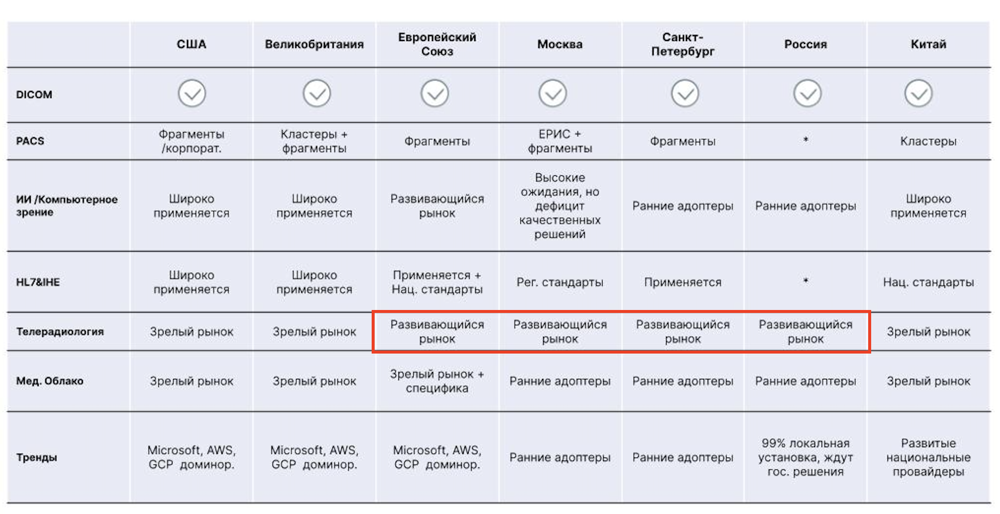 США
Великобритания
Европейский
Союз
Москва
Санкт-
Петербург
Россия
Китай
DICOM
PACS
Фрагменты
/корпорат.
Кластеры +
фрагменты
Фрагменты
ЕРИС +
фрагменты
Фрагменты
*
Кластеры
ИИ /Компьютерное
зрение
Широко
применяется
Широко
применяется
Развивающийся
рынок
Высокие
ожидания, но
дефицит
качественных
решений
Ранние адоптеры
Ранние адоптеры
Широко
применяется
HL7&IHE
Широко
применяется
Широко
применяется
Применяется +
Нац. стандарты
Рег. стандарты
Применяется
*
Нац. стандарты
Телерадиология
Зрелый рынок
Зрелый рынок
Развивающийся
рынок
Развивающийся
рынок
Развивающийся
рынок
Развивающийся
рынок
Зрелый рынок
Мед. Облако
Зрелый рынок
Зрелый рынок
Зрелый рынок +
специфика
Ранние адоптеры
Ранние адоптеры
Ранние адоптеры
Зрелый рынок
Тренды
Microsoft, AWS,
GCP доминор.
Microsoft, AWS,
GCP доминор.
Microsoft, AWS,
GCP доминор.
Ранние адоптеры
Ранние адоптеры
99% локальная
установка, ждут
гос. решения
Развитые
национальные
провайдеры